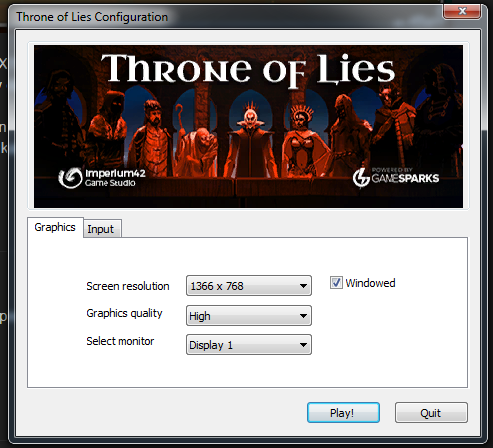 Throne of Lies Configuration
Throne of Lies
Imperium42
Game Studio
POWERED BY
GAMESPARKS
Graphics
Input
Screen resolution
1366 x 768
Windowed
Graphics quality
High
Select monitor
Display 1
Play!
Quit